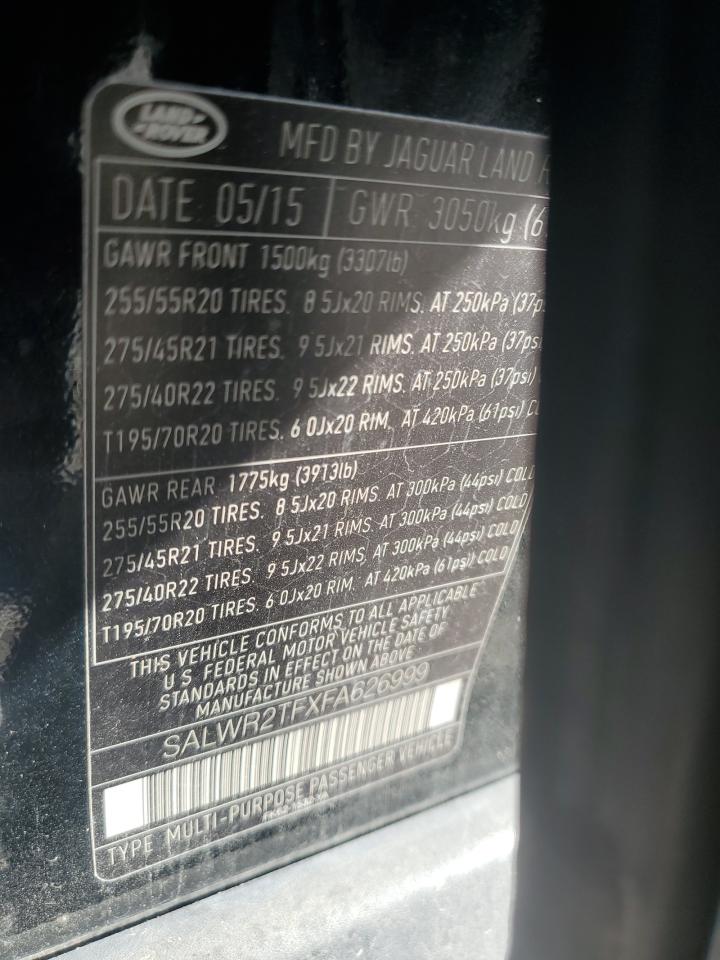 LAND
ROVER
MFD BY JAGUAR LAND
DATE 05/15 GWR 3050kg (6
GAWR FRONT 1500kg (3307lb)
255/55R20 TIRES. 8 5Jx20 RIMS. AT 250kPa (37ps
275/45R21 TIRES. 9 5Jx21 RIMS. AT 250kPa (37psi
275/40R22 TIRES. 9 5Jx22 RIMS. AT 250kPa (37psi)
T195/70R20 TIRES. 6 0Jx20 RIM. AT 420kPa (61psi) CO
GAWR REAR 1775kg (3913lb)
255/55R20 TIRES. 8 5Jx20 RIMS. AT 300kPa (44psi) COLD
275/45R21 TIRES. 9 5Jx21 RIMS. AT 300kPa (44psi) COLD
275/40R22 TIRES. 9 5Jx22 RIMS. AT 300kPa (44psi) COLD
T195/70R20 TIRES. 6 0Jx20 RIM. AT 420kPa (61psi) COLD
THIS VEHICLE CONFORMS TO ALL APPLICABLE
U S FEDERAL MOTOR VEHICLE SAFETY
STANDARDS IN EFFECT ON THE DATE OF
MANUFACTURE SHOWN ABOVE
SALWR2TFXFA626999
TYPE MULTI-PURPOSE PASSENGER VEHICLE